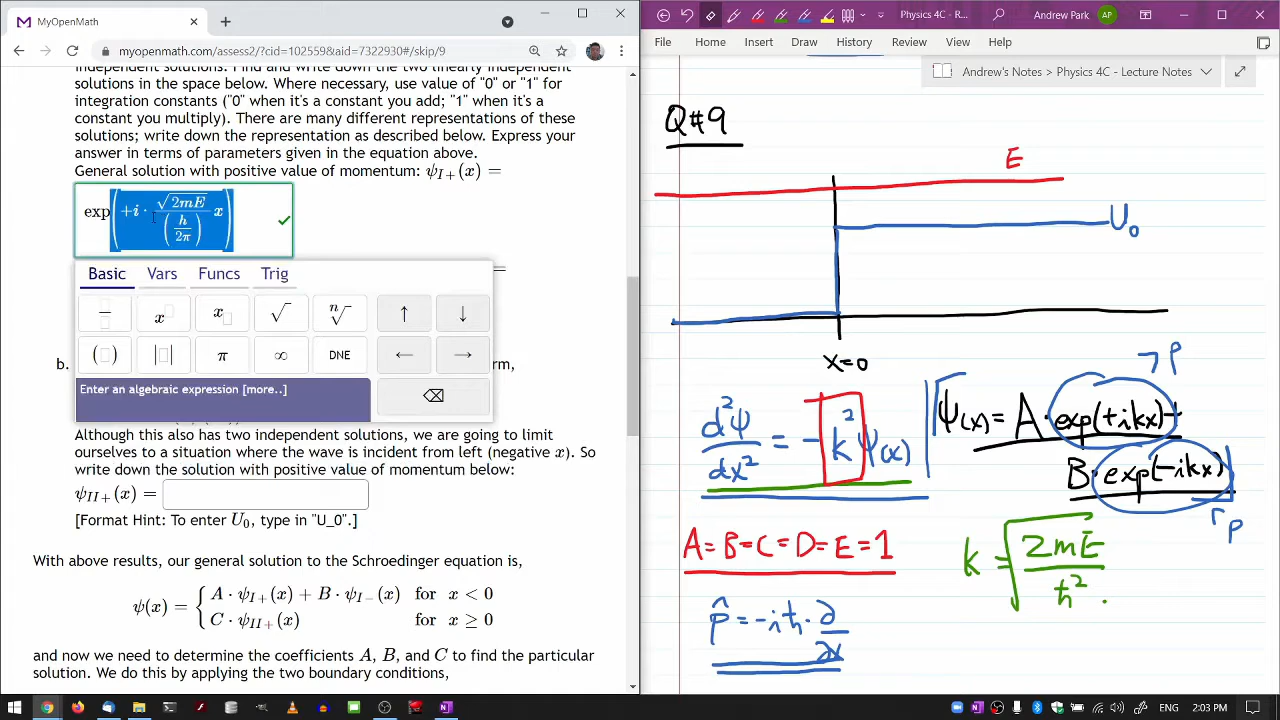 MyOpenMath
myopenmath.com/assess2/?cid=102559&aid=7322930#/skip/9
independent solutions. Find and write down the two linearly independent
solutions in the space below. Where necessary, use value of "0" or "1" for
integration constants ("0" when it's a constant you add; "1" when it's a
constant you multiply). There are many different representations of these
solutions; write down the representation as described below. Express your
answer in terms of parameters given in the equation above.
General solution with positive value of momentum: ψ_{I+}(x) =
exp(+i · √(2mE) / (h/2π) x)
=
Basic Vars Funcs Trig
√ n√
π ∞ DNE
Enter an algebraic expression [more..]
b. rm,
Although this also has two independent solutions, we are going to limit
ourselves to a situation where the wave is incident from left (negative x). So
write down the solution with positive value of momentum below:
ψ_{II+}(x) =
[Format Hint: To enter U_0, type in "U_0".]
With above results, our general solution to the Schroedinger equation is,
ψ(x) = { A · ψ_{I+}(x) + B · ψ_{I−}(x) for x < 0
C · ψ_{II+}(x) for x ≥ 0
and now we need to determine the coefficients A, B, and C to find the particular
solution. We do this by applying the two boundary conditions,
Physics 4C - R...
Andrew Park AP
File Home Insert Draw History Review View Help
Andrew's Notes > Physics 4C - Lecture Notes
Q#9
E
U₀
x=0
d²ψ/dx² = -k²ψ(x)
ψ(x)= A·exp(+ikx)+
B·exp(-ikx)
A=B=C=D=E=1
k = √(2mE/ħ²)
p̂ = -iħ·∂/∂x
2:03 PM